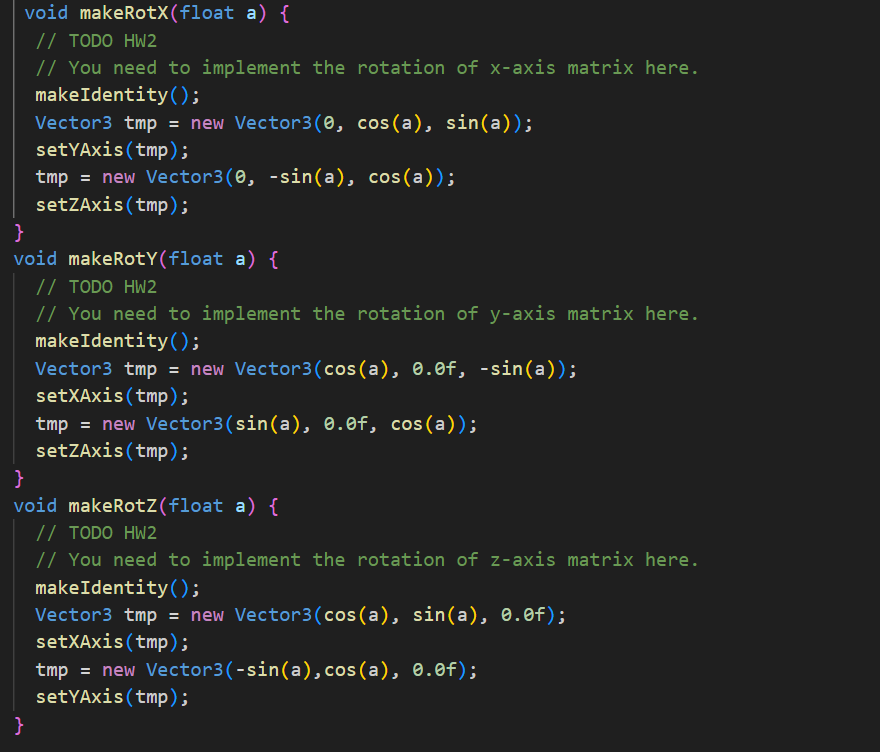 void makeRotX(float a) {
// TODO HW2
// You need to implement the rotation of x-axis matrix here.
makeIdentity();
Vector3 tmp = new Vector3(0, cos(a), sin(a));
setYAxis(tmp);
tmp = new Vector3(0, -sin(a), cos(a));
setZAxis(tmp);
}
void makeRotY(float a) {
// TODO HW2
// You need to implement the rotation of y-axis matrix here.
makeIdentity();
Vector3 tmp = new Vector3(cos(a), 0.0f, -sin(a));
setXAxis(tmp);
tmp = new Vector3(sin(a), 0.0f, cos(a));
setZAxis(tmp);
}
void makeRotZ(float a) {
// TODO HW2
// You need to implement the rotation of z-axis matrix here.
makeIdentity();
Vector3 tmp = new Vector3(cos(a), sin(a), 0.0f);
setXAxis(tmp);
tmp = new Vector3(-sin(a),cos(a), 0.0f);
setYAxis(tmp);
}